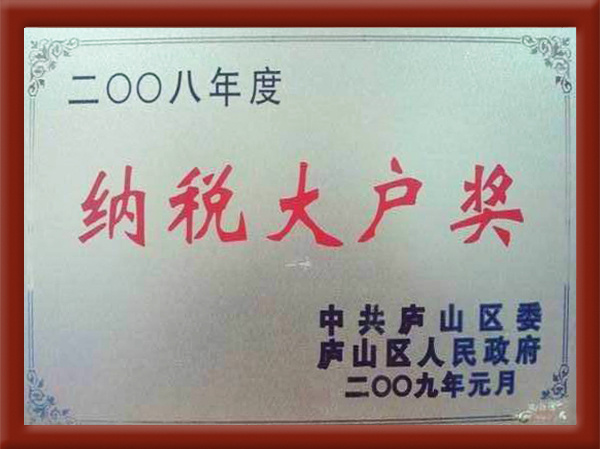 二〇〇八年度
纳税大户奖
中共庐山区委
庐山区人民政府
二〇〇九年元月